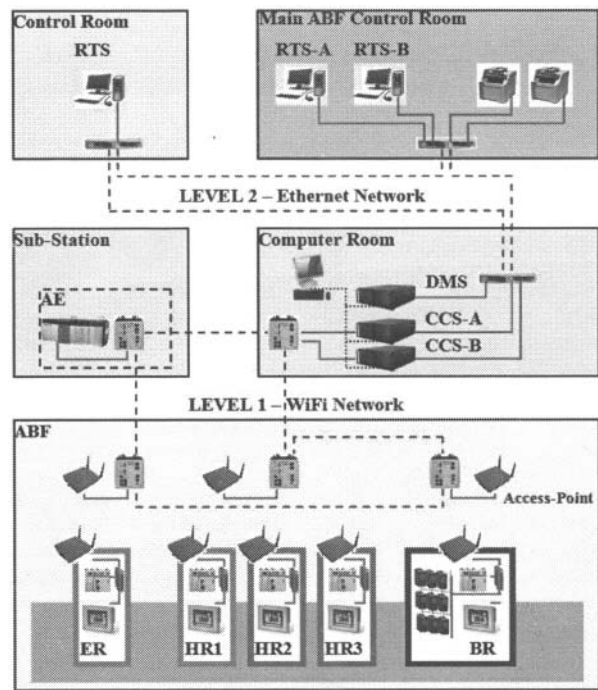 Control Room
RTS
Main ABF Control Room
RTS-A
RTS-B
LEVEL 2 – Ethernet Network
Sub-Station
AE
Computer Room
DMS
CCS-A
CCS-B
LEVEL 1 – WiFi Network
ABF
Access-Point
ER
HR1
HR2
HR3
BR